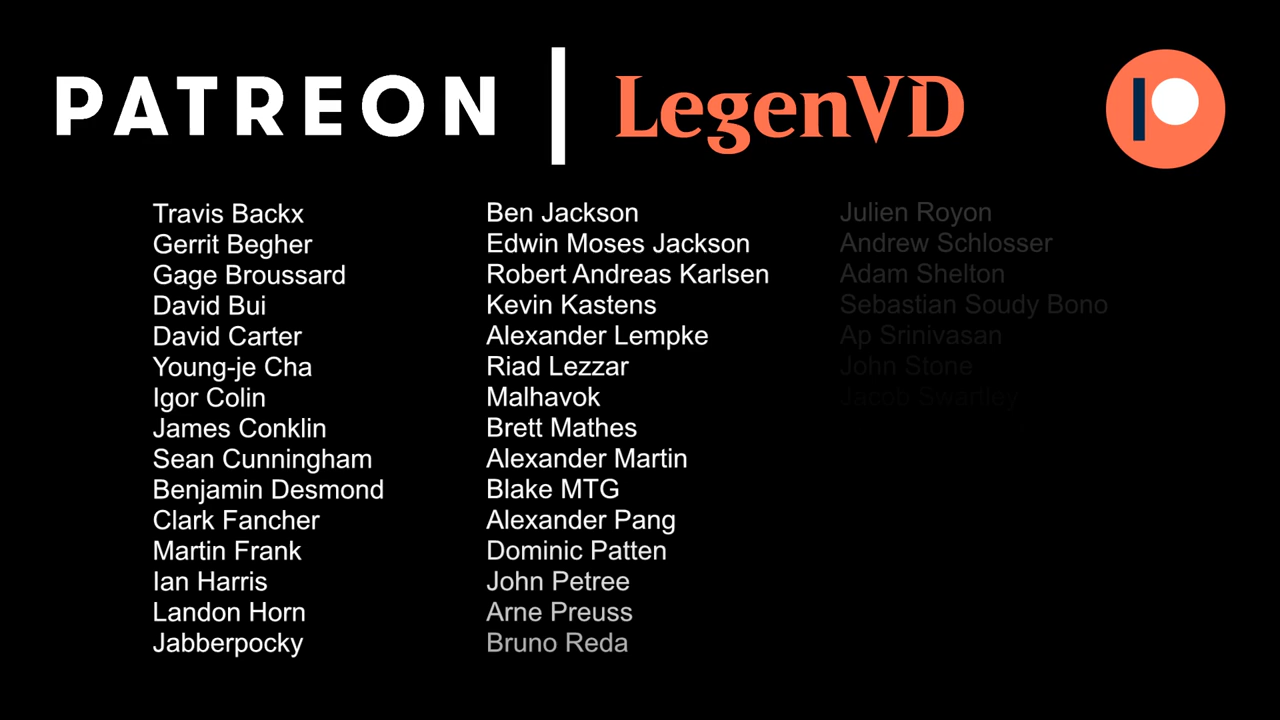 PATREON | LegenVD
Travis Backx
Gerrit Begher
Gage Broussard
David Bui
David Carter
Young-je Cha
Igor Colin
James Conklin
Sean Cunningham
Benjamin Desmond
Clark Fancher
Martin Frank
Ian Harris
Landon Horn
Jabberpocky
Ben Jackson
Edwin Moses Jackson
Robert Andreas Karlsen
Kevin Kastens
Alexander Lempke
Riad Lezzar
Malhavok
Brett Mathes
Alexander Martin
Blake MTG
Alexander Pang
Dominic Patten
John Petree
Arne Preuss
Bruno Reda
Julien Royon
Andrew Schlosser
Adam Shelton
Sebastian Soudy Bono
Ap Srinivasan
John Stone
Jacob Swartley